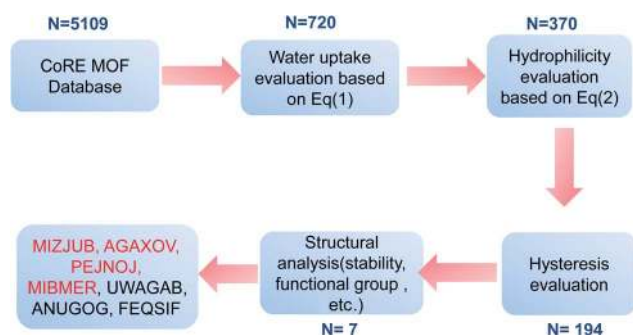 N=5109
CoRE MOF
Database
N=720
Water uptake
evaluation based
on Eq(1)
N=370
Hydrophilicity
evaluation
based on Eq(2)
Hysteresis
evaluation
N= 194
Structural
analysis(stability,
functional group ,
etc.)
N= 7
MIZJUB, AGAXOV,
PEJNOJ,
MIBMER, UWAGAB,
ANUGOG, FEQSIF